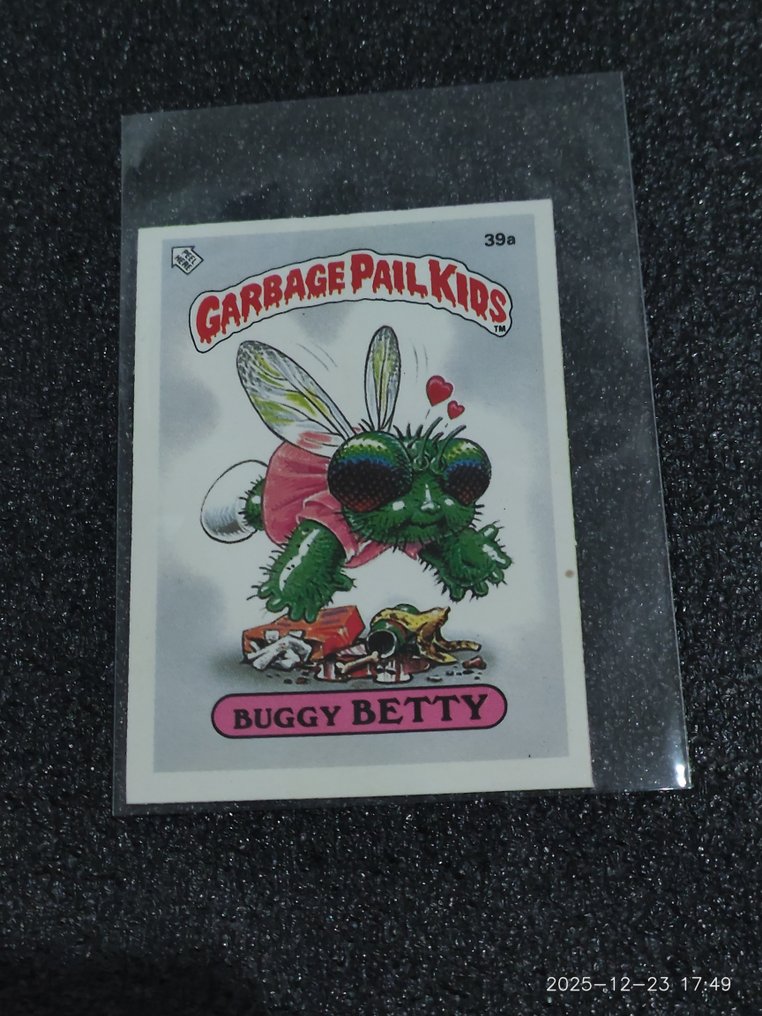 39a
PEEL
HERE
GARBAGE PAIL KIDS
TM
BUGGY BETTY
2025-12-23 17:49